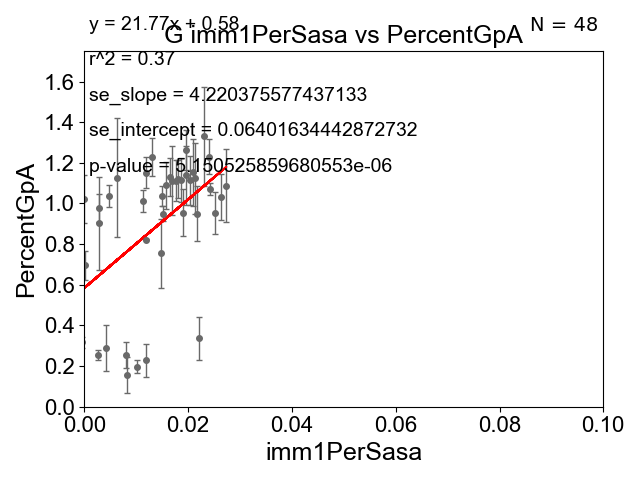 y = 21.77x + 0.58
N = 48
G imm1PerSasa vs PercentGpA
r^2 = 0.37
se_slope = 4.220375577437133
se_intercept = 0.06401634442872732
p-value = 5.150525859680553e-06
PercentGpA
1.6
1.4
1.2
1.0
0.8
0.6
0.4
0.2
0.0
0.00 0.02 0.04 0.06 0.08 0.10
imm1PerSasa